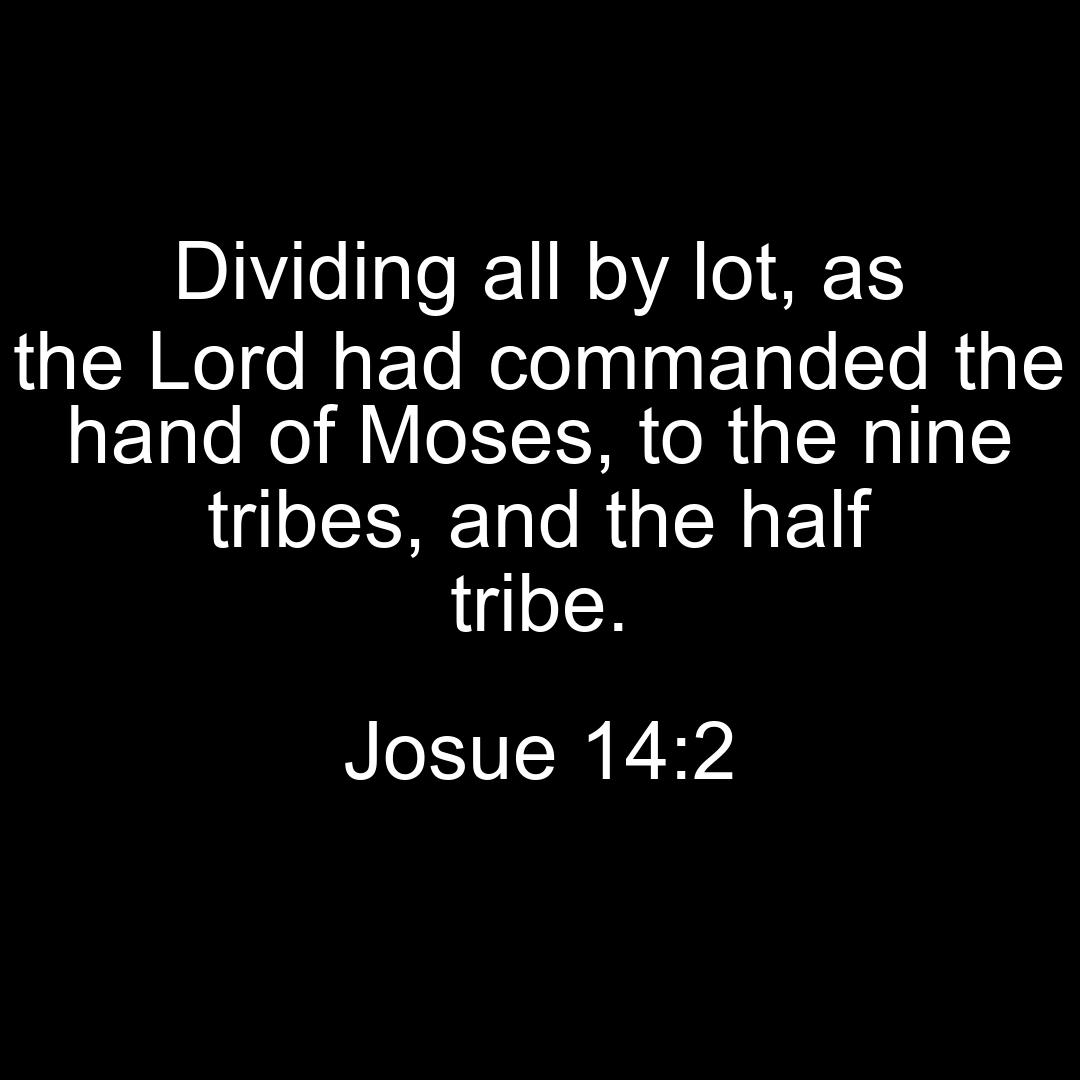 Dividing all by lot, as
the Lord had commanded the
hand of Moses, to the nine
tribes, and the half
tribe.
Josue 14:2